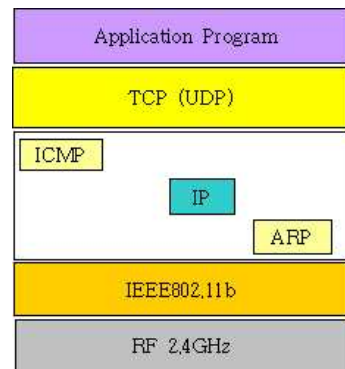 Application Program
TCP (UDP)
ICMP
IP
ARP
IEEE802.11b
RF 2.4GHz